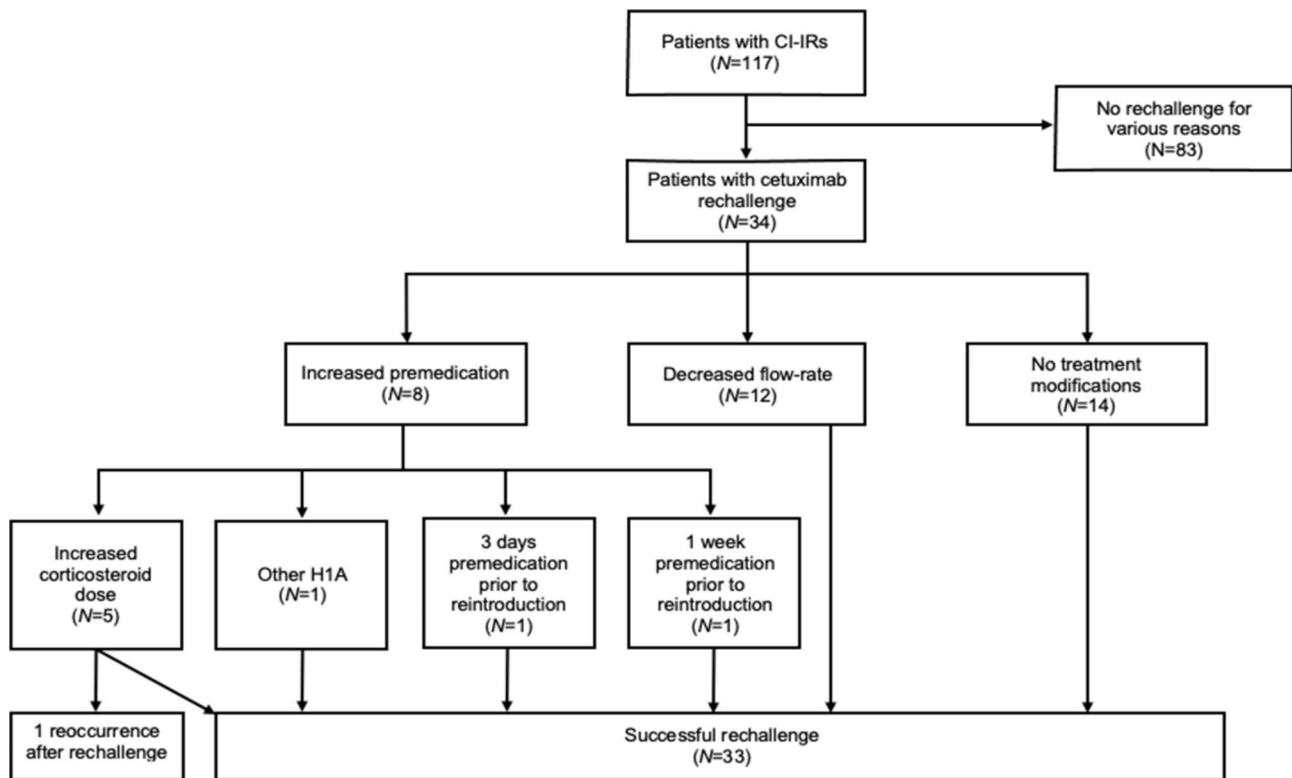 Patients with CI-IRs
(N=117)
No rechallenge for
various reasons
(N=83)
Patients with cetuximab
rechallenge
(N=34)
Increased premedication
(N=8)
Decreased flow-rate
(N=12)
No treatment
modifications
(N=14)
Increased
corticosteroid
dose
(N=5)
Other H1A
(N=1)
3 days
premedication
prior to
reintroduction
(N=1)
1 week
premedication
prior to
reintroduction
(N=1)
1 reoccurrence
after rechallenge
Successful rechallenge
(N=33)